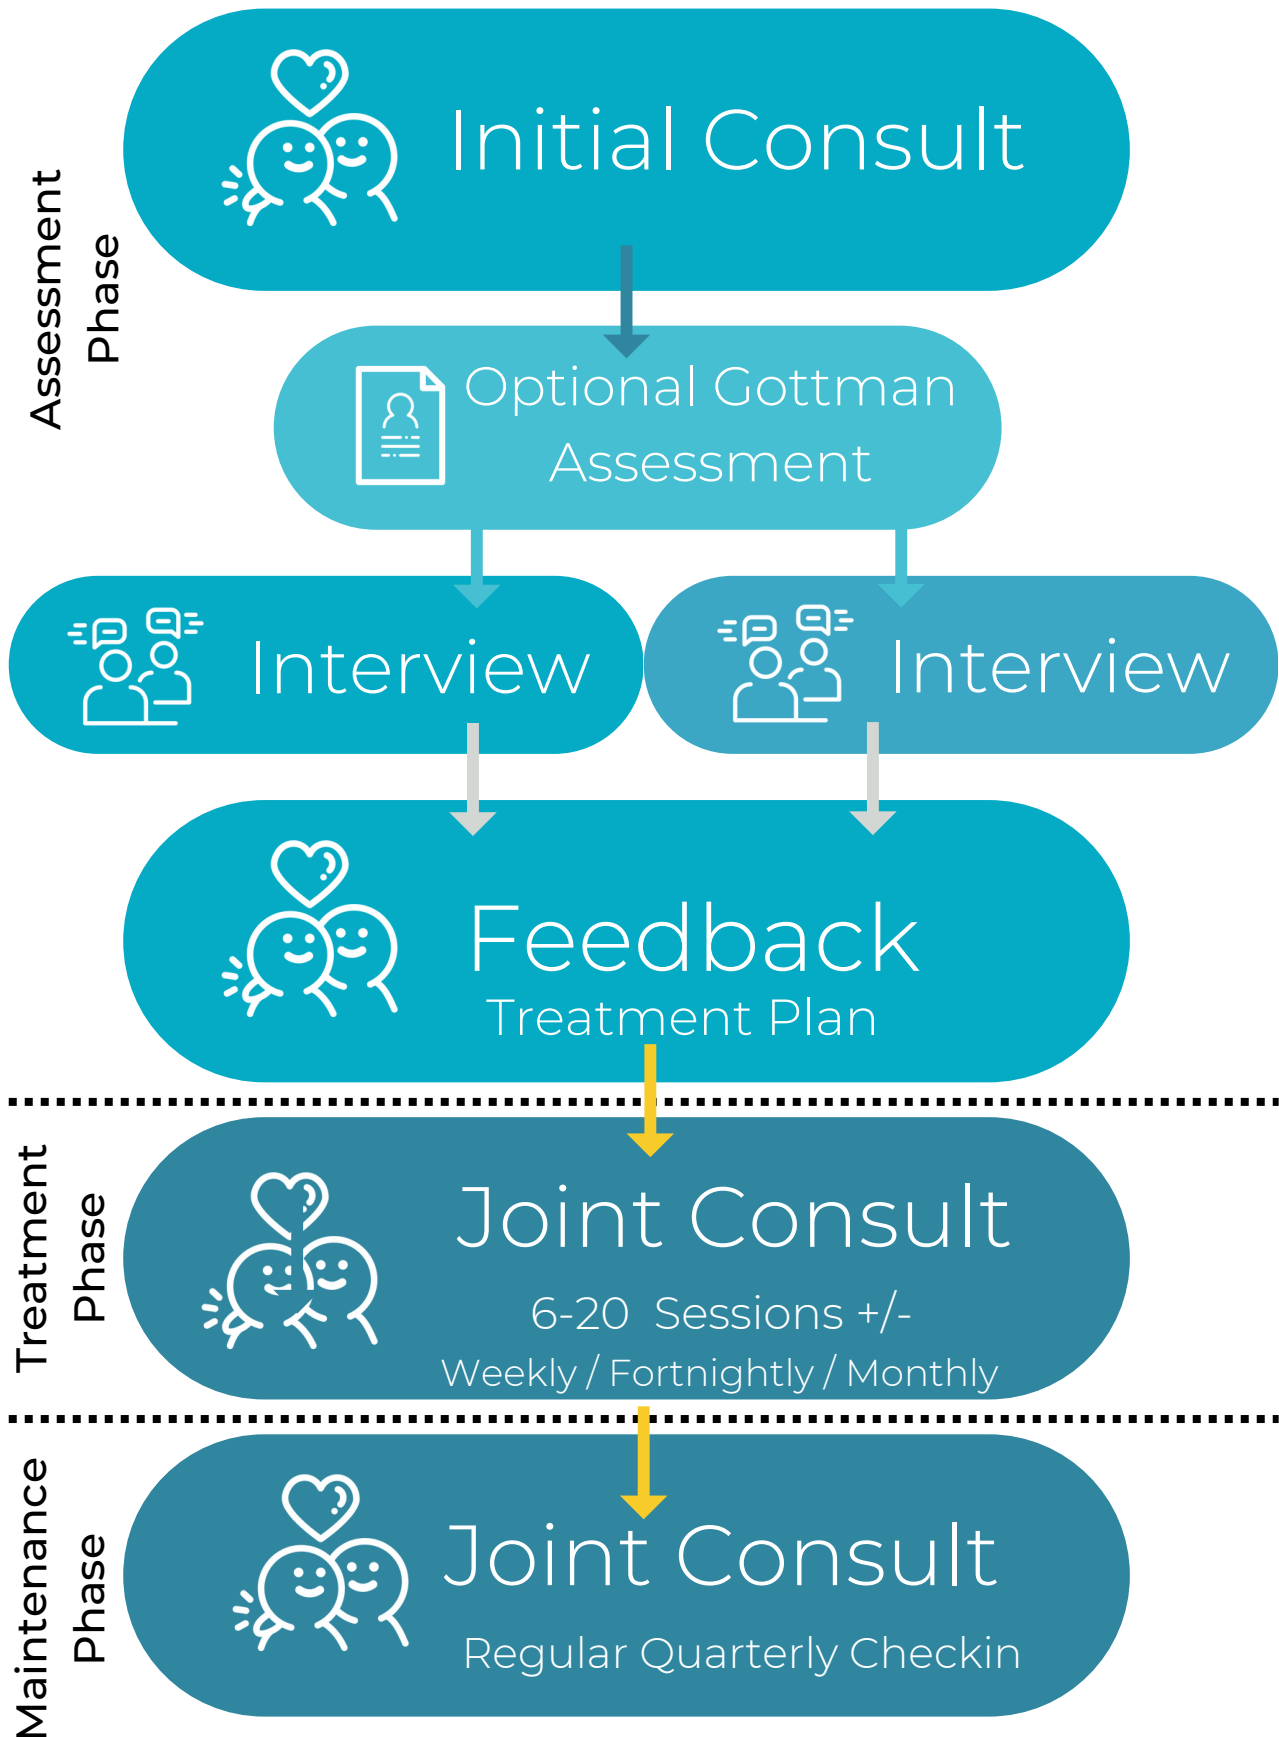 Assessment
Phase
Initial Consult
Optional Gottman
Assessment
Interview
Interview
Feedback
Treatment Plan
Treatment
Phase
Joint Consult
6-20 Sessions +/-
Weekly / Fortnightly / Monthly
Maintenance
Phase
Joint Consult
Regular Quarterly Checkin